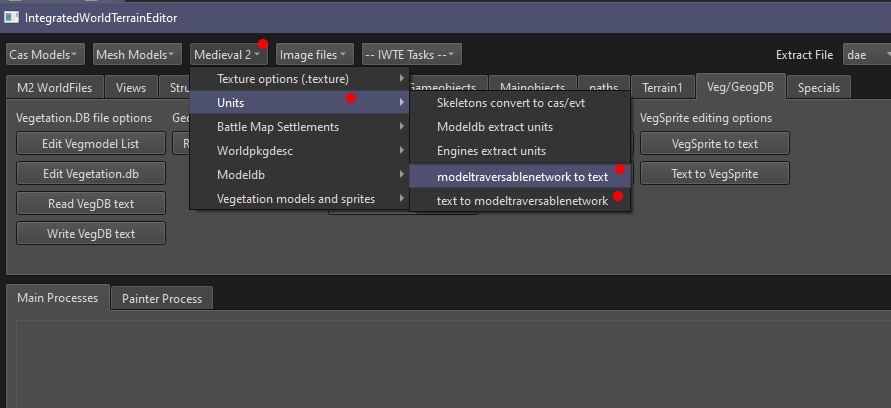 IntegratedWorldTerrainEditor
Cas Models Mesh Models Medieval 2 Image files -- IWTE Tasks -- Extract File dae
M2 WorldFiles Views Stru Gameobjects Mainobjects paths Terrain1 Veg/GeogDB Specials
Texture options (.texture)
Units
Battle Map Settlements
Worldpkgdesc
Modeldb
Vegetation models and sprites
Skeletons convert to cas/evt
Modeldb extract units
Engines extract units
modeltraversablenetwork to text
text to modeltraversablenetwork
Vegetation.DB file options Geo VegSprite editing options
Edit Vegmodel List R VegSprite to text
Edit Vegetation.db Text to VegSprite
Read VegDB text
Write VegDB text
Main Processes Painter Process